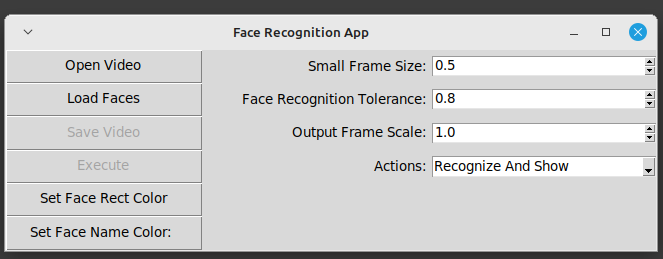 Face Recognition App
Open Video
Small Frame Size: 0.5
Load Faces
Face Recognition Tolerance: 0.8
Save Video
Output Frame Scale: 1.0
Execute
Actions: Recognize And Show
Set Face Rect Color
Set Face Name Color: